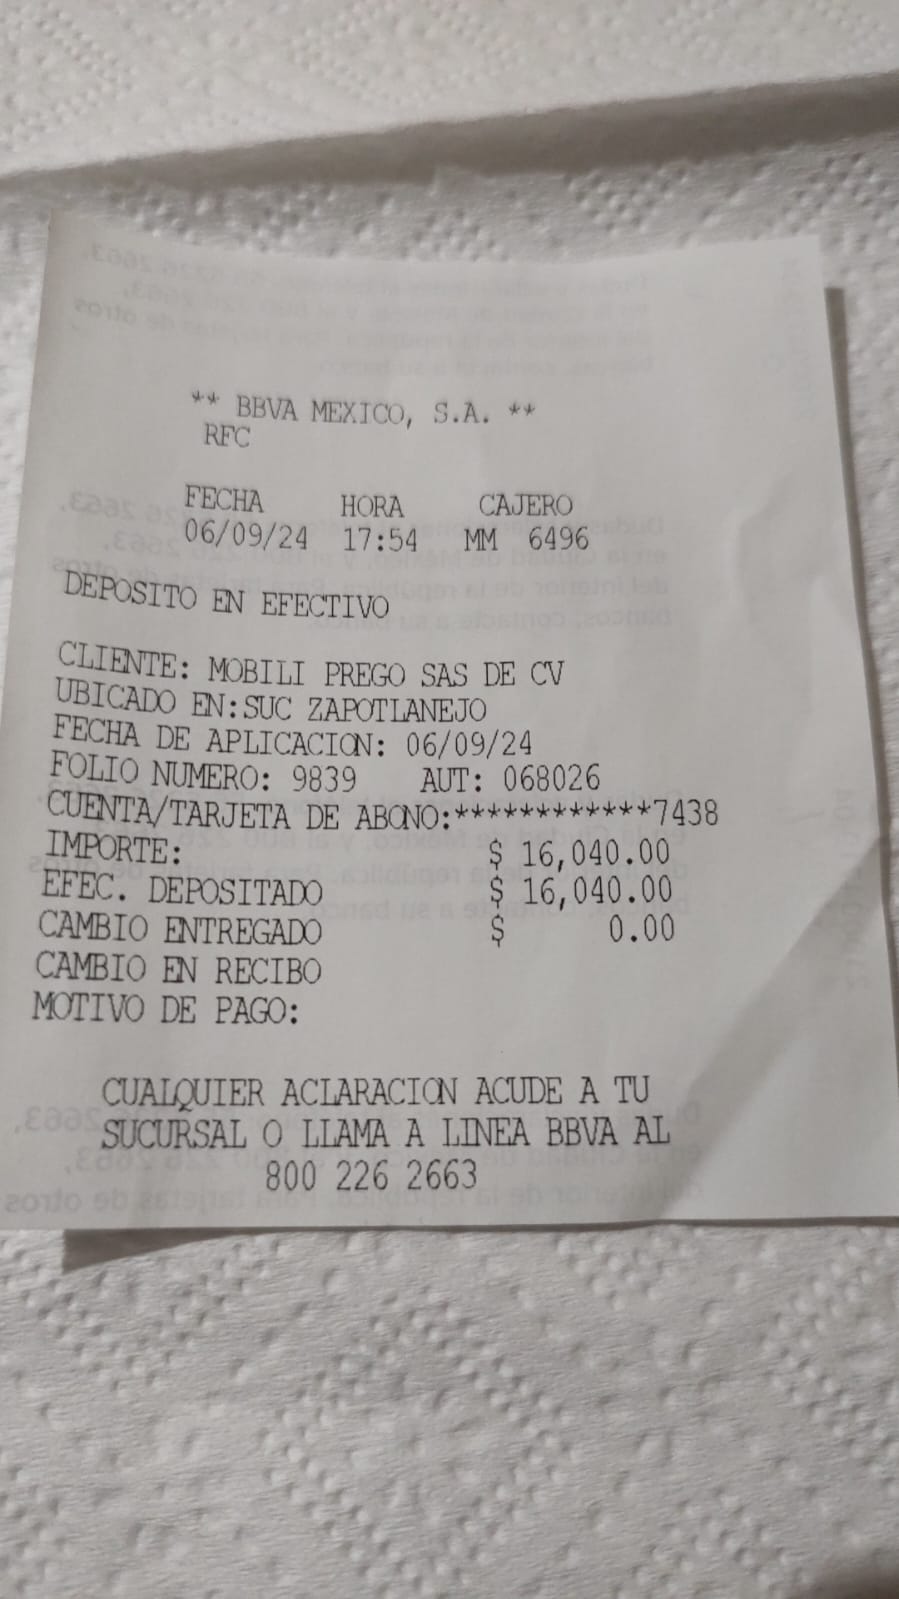 ** BBVA MEXICO, S.A. **
RFC
FECHA HORA CAJERO
06/09/24 17:54 MM 6496
DEPOSITO EN EFECTIVO
CLIENTE: MOBILI PREGO SAS DE CV
UBICADO EN:SUC ZAPOTLANEJO
FECHA DE APLICACION: 06/09/24
FOLIO NUMERO: 9839 AUT: 068026
CUENTA/TARJETA DE ABONO:************7438
IMPORTE: $ 16,040.00
EFEC. DEPOSITADO $ 16,040.00
CAMBIO ENTREGADO $ 0.00
CAMBIO EN RECIBO
MOTIVO DE PAGO:
CUALQUIER ACLARACION ACUDE A TU
SUCURSAL O LLAMA A LINEA BBVA AL
800 226 2663